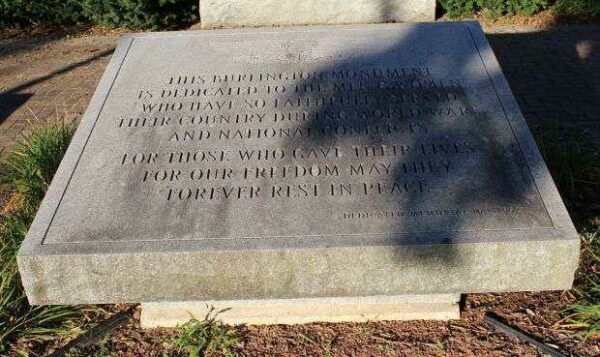 THIS BURLINGTON MONUMENT
IS DEDICATED TO THE MEN & WOMEN
WHO HAVE SO FAITHFULLY SERVED
THEIR COUNTRY DURING WORLD WARS
AND NATIONAL CONFLICTS.
FOR THOSE WHO GAVE THEIR LIVES
FOR OUR FREEDOM MAY THEY
FOREVER REST IN PEACE.
DEDICATED MEMORIAL DAY